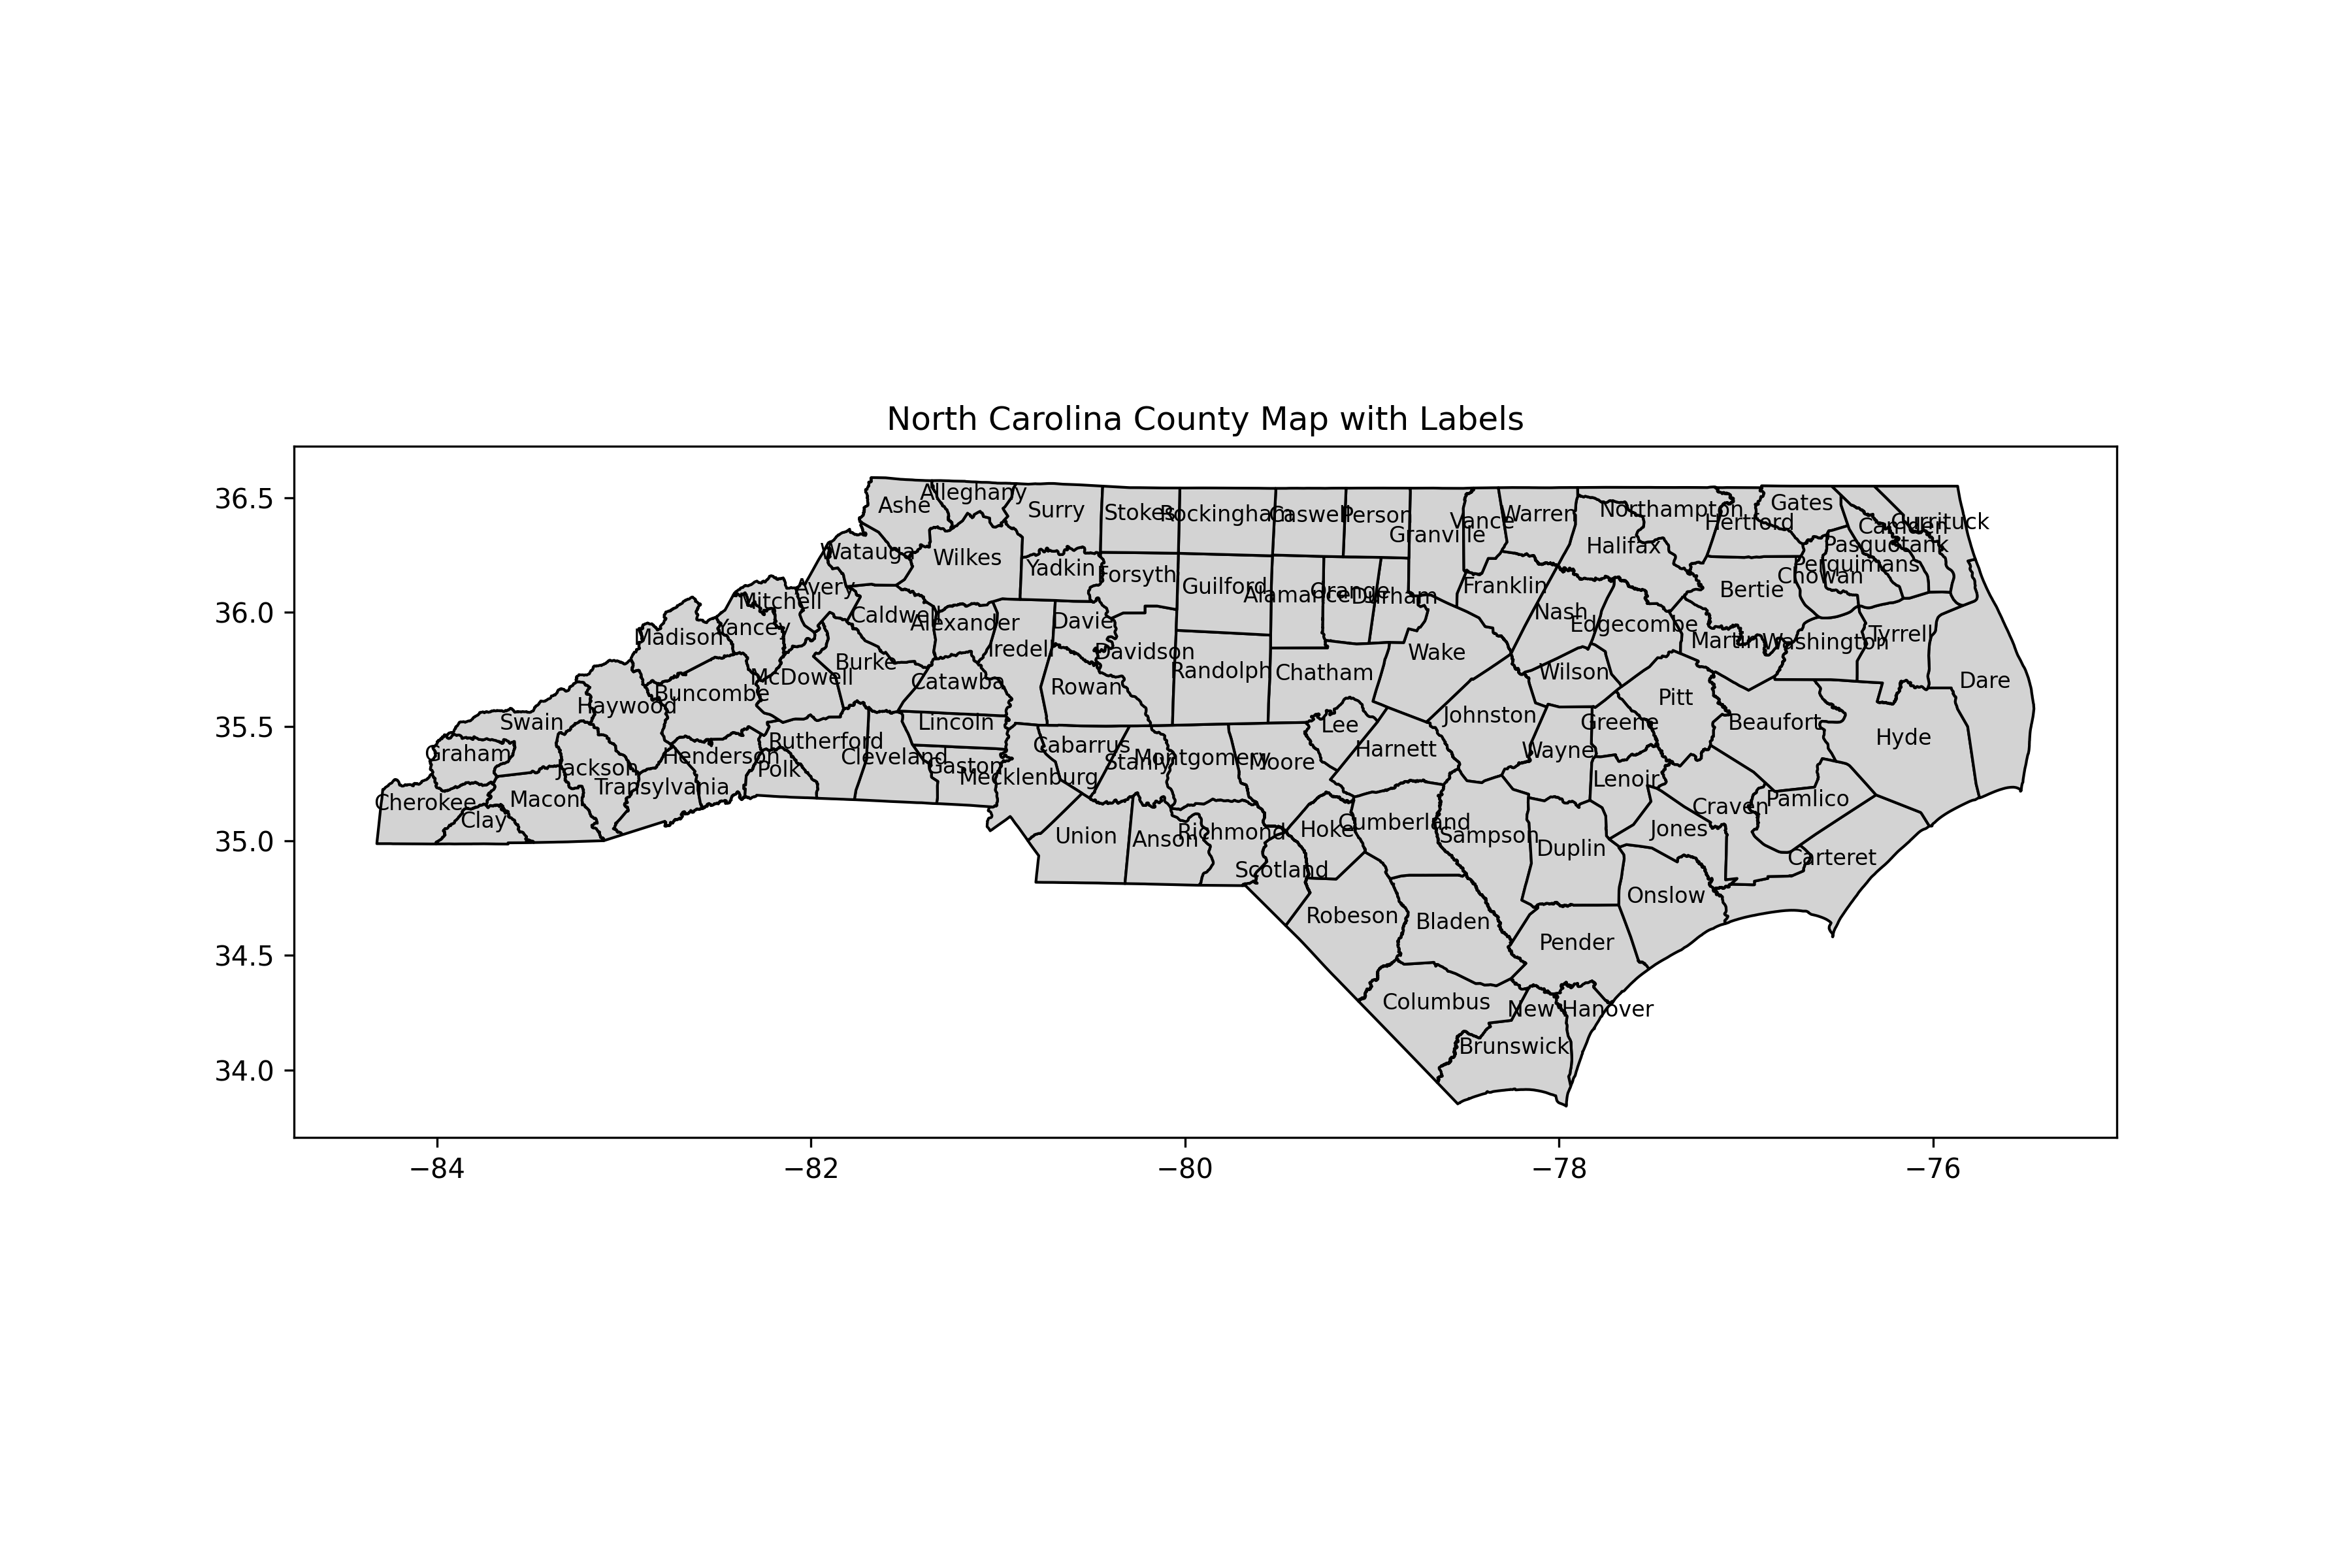 North Carolina County Map with Labels
36.5
36.0
35.5
35.0
34.5
34.0
−84
−82
−80
−78
−76
Ashe
Alleghany
Surry
Stokes
Rockingham
Caswell
Person
Granville
Vance
Warren
Northampton
Hertford
Gates
Camden
Currituck
Pasquotank
Perquimans
Chowan
Halifax
Bertie
Watauga
Wilkes
Yadkin
Forsyth
Guilford
Alamance
Orange
Durham
Franklin
Nash
Edgecombe
Martin
Washington
Tyrrell
Dare
Avery
Mitchell
Yancey
Madison
Caldwell
Alexander
Iredell
Davie
Davidson
Randolph
Chatham
Wake
Wilson
Pitt
Beaufort
Hyde
McDowell
Burke
Catawba
Rowan
Buncombe
Haywood
Swain
Graham
Lincoln
Rutherford
Cleveland
Gaston
Mecklenburg
Cabarrus
Stanly
Montgomery
Moore
Lee
Harnett
Johnston
Wayne
Greene
Lenoir
Craven
Pamlico
Jones
Carteret
Henderson
Polk
Jackson
Transylvania
Macon
Cherokee
Clay
Union
Anson
Richmond
Scotland
Hoke
Cumberland
Sampson
Duplin
Onslow
Robeson
Bladen
Pender
Columbus
New Hanover
Brunswick